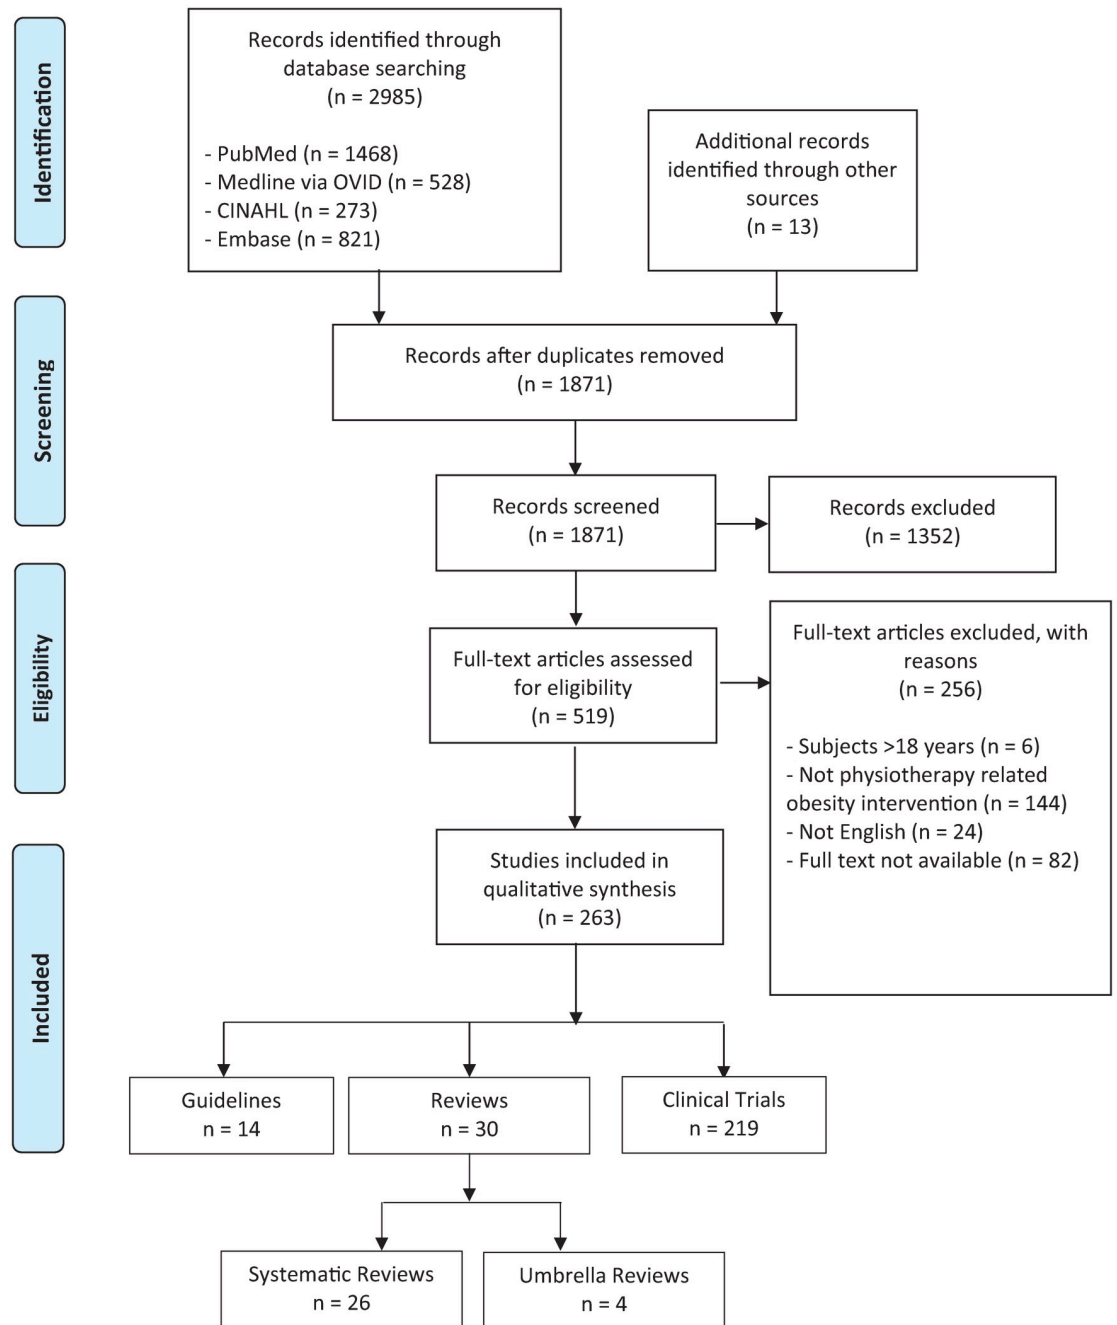 Identification
Records identified through
database searching
(n = 2985)
- PubMed (n = 1468)
- Medline via OVID (n = 528)
- CINAHL (n = 273)
- Embase (n = 821)
Additional records
identified through other
sources
(n = 13)
Screening
Records after duplicates removed
(n = 1871)
Records screened
(n = 1871)
Records excluded
(n = 1352)
Eligibility
Full-text articles assessed
for eligibility
(n = 519)
Full-text articles excluded, with
reasons
(n = 256)
- Subjects >18 years (n = 6)
- Not physiotherapy related
obesity intervention (n = 144)
- Not English (n = 24)
- Full text not available (n = 82)
Included
Studies included in
qualitative synthesis
(n = 263)
Guidelines
n = 14
Reviews
n = 30
Clinical Trials
n = 219
Systematic Reviews
n = 26
Umbrella Reviews
n = 4